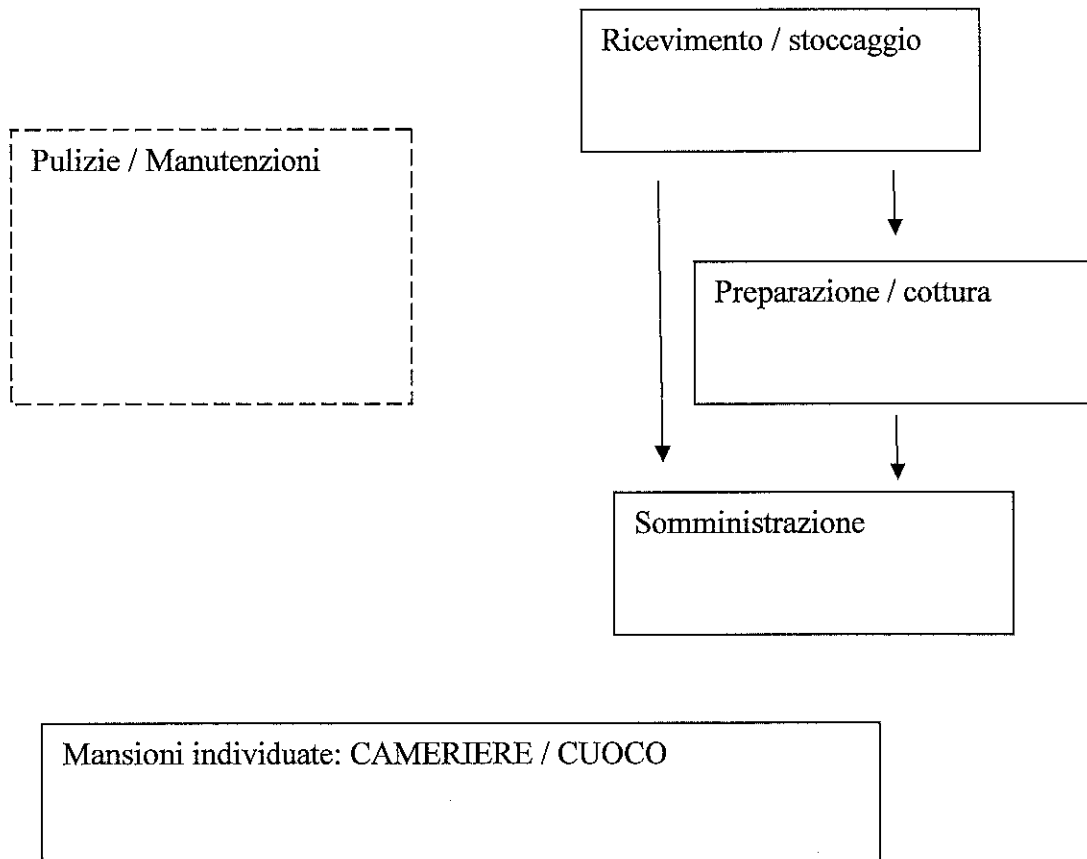 Ricevimento / stoccaggio
Pulizie / Manutenzioni
Preparazione / cottura
Somministrazione
Mansioni individuate: CAMERIERE / CUOCO